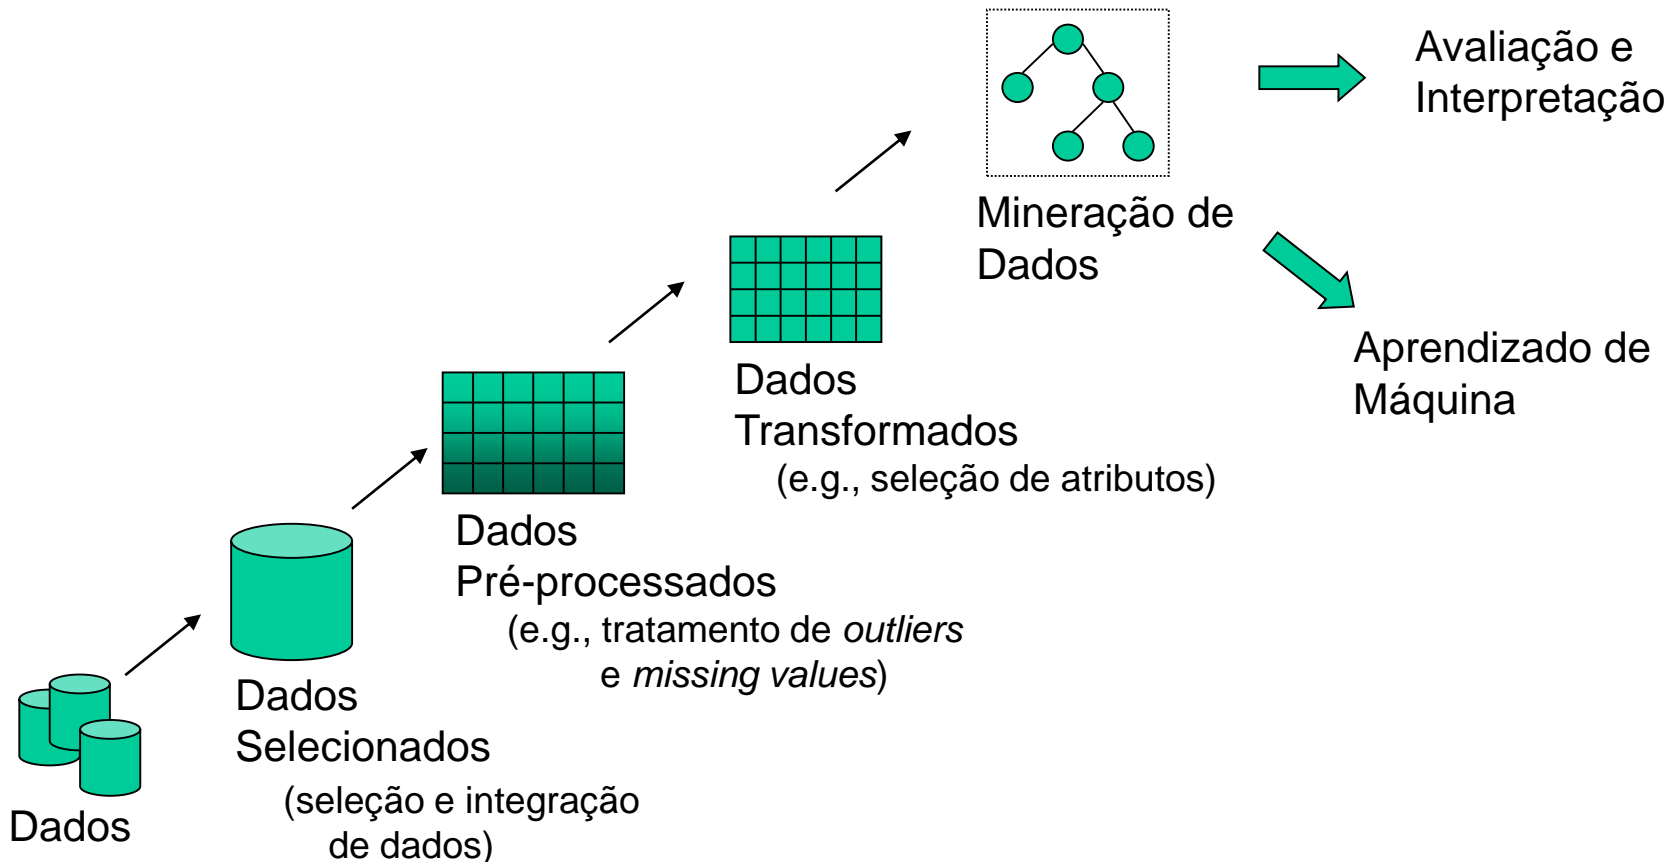 Dados
Dados
Selecionados
(seleção e integração
de dados)
Dados
Pré-processados
(e.g., tratamento de outliers
e missing values)
Dados
Transformados
(e.g., seleção de atributos)
Mineração de
Dados
Avaliação e
Interpretação
Aprendizado de
Máquina